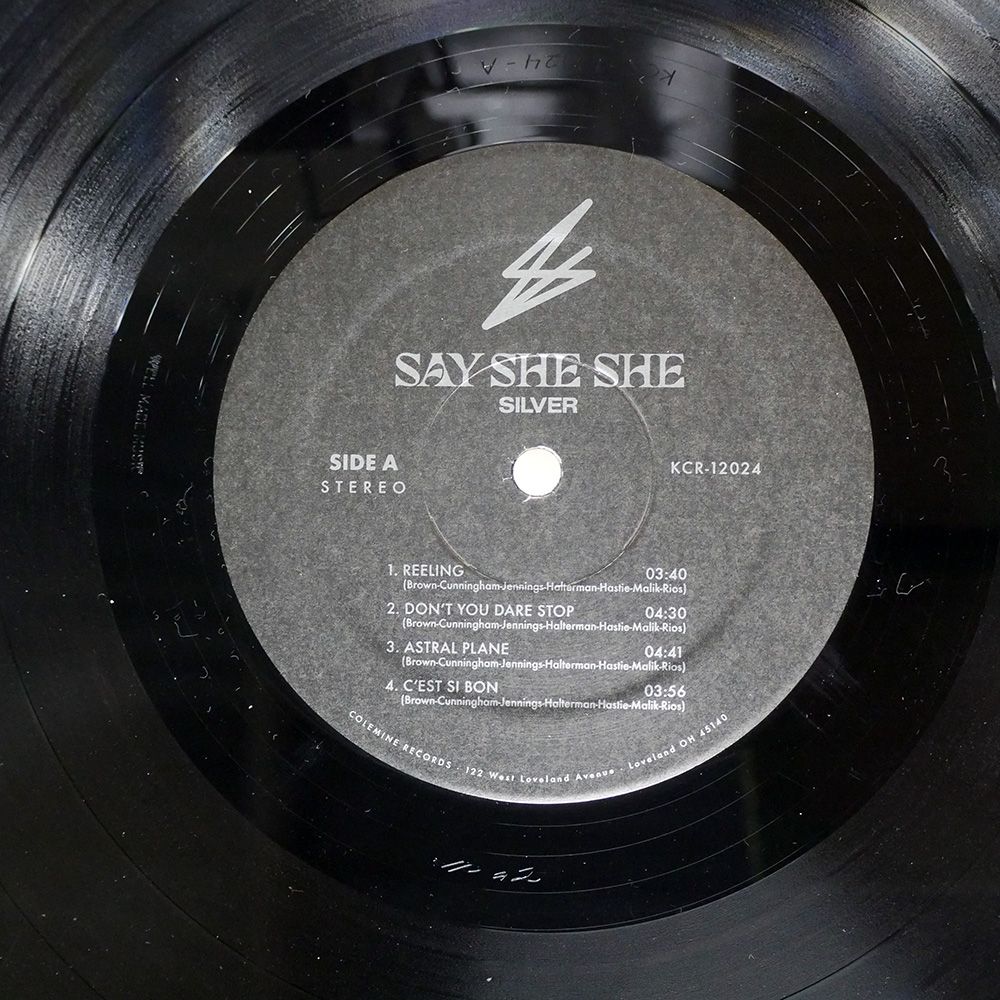 SAY SHE SHE
SILVER
SIDE A
STEREO
KCR-12024
1. REELING 03:40
(Brown-Cunningham-Jennings-Halterman-Hastie-Malik-Rios)
2. DON'T YOU DARE STOP 04:30
(Brown-Cunningham-Jennings-Halterman-Hastie-Malik-Rios)
3. ASTRAL PLANE 04:41
(Brown-Cunningham-Jennings-Halterman-Hastie-Malik-Rios)
4. C'EST SI BON 03:56
(Brown-Cunningham-Jennings-Halterman-Hastie-Malik-Rios)
COLEMINE RECORDS - 122 West Loveland Avenue - Loveland OH 45140